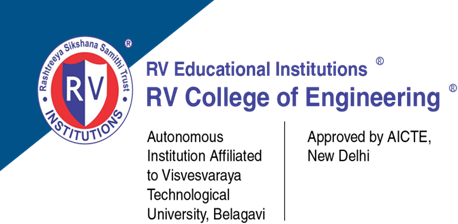 Rashtreeya Sikshana Samithi Trust
®
RV
INSTITUTIONS
RV Educational Institutions ®
RV College of Engineering ®
Autonomous
Institution Affiliated
to Visvesvaraya
Technological
University, Belagavi
Approved by AICTE,
New Delhi